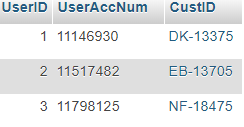 UserID UserAccNum CustID
1 11146930 DK-13375
2 11517482 EB-13705
3 11798125 NF-18475